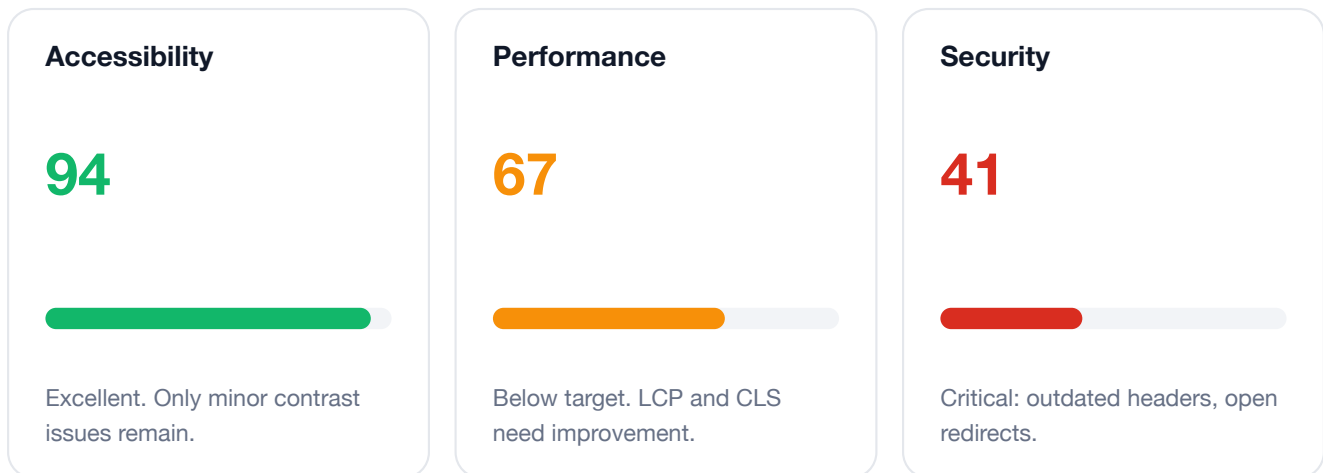 Accessibility
94
Excellent. Only minor contrast
issues remain.
Performance
67
Below target. LCP and CLS
need improvement.
Security
41
Critical: outdated headers, open
redirects.